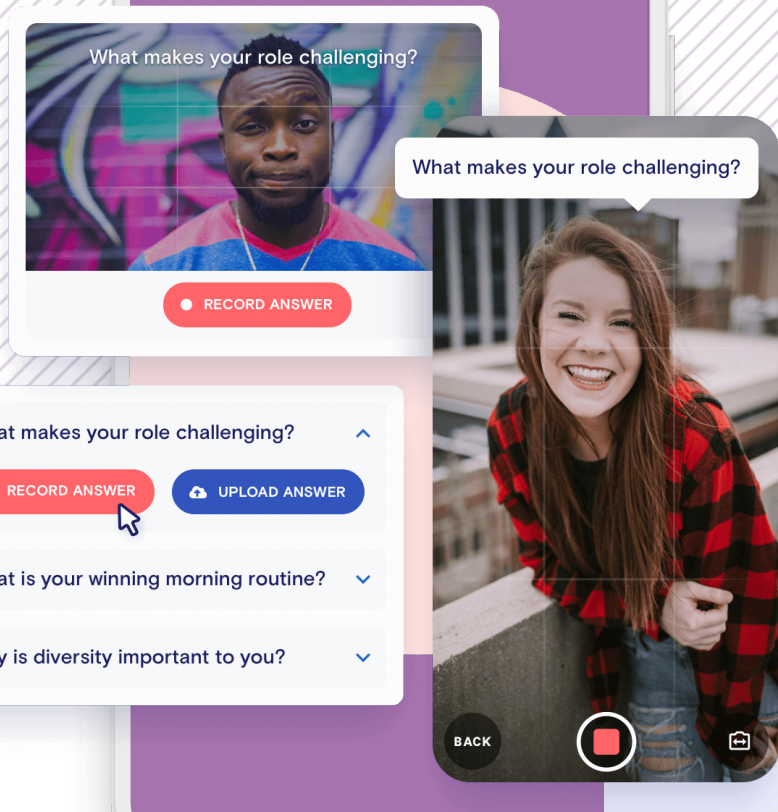 What makes your role challenging?
What makes your role challenging?
RECORD ANSWER
at makes your role challenging?
RECORD ANSWER
UPLOAD ANSWER
at is your winning morning routine?
y is diversity important to you?
BACK